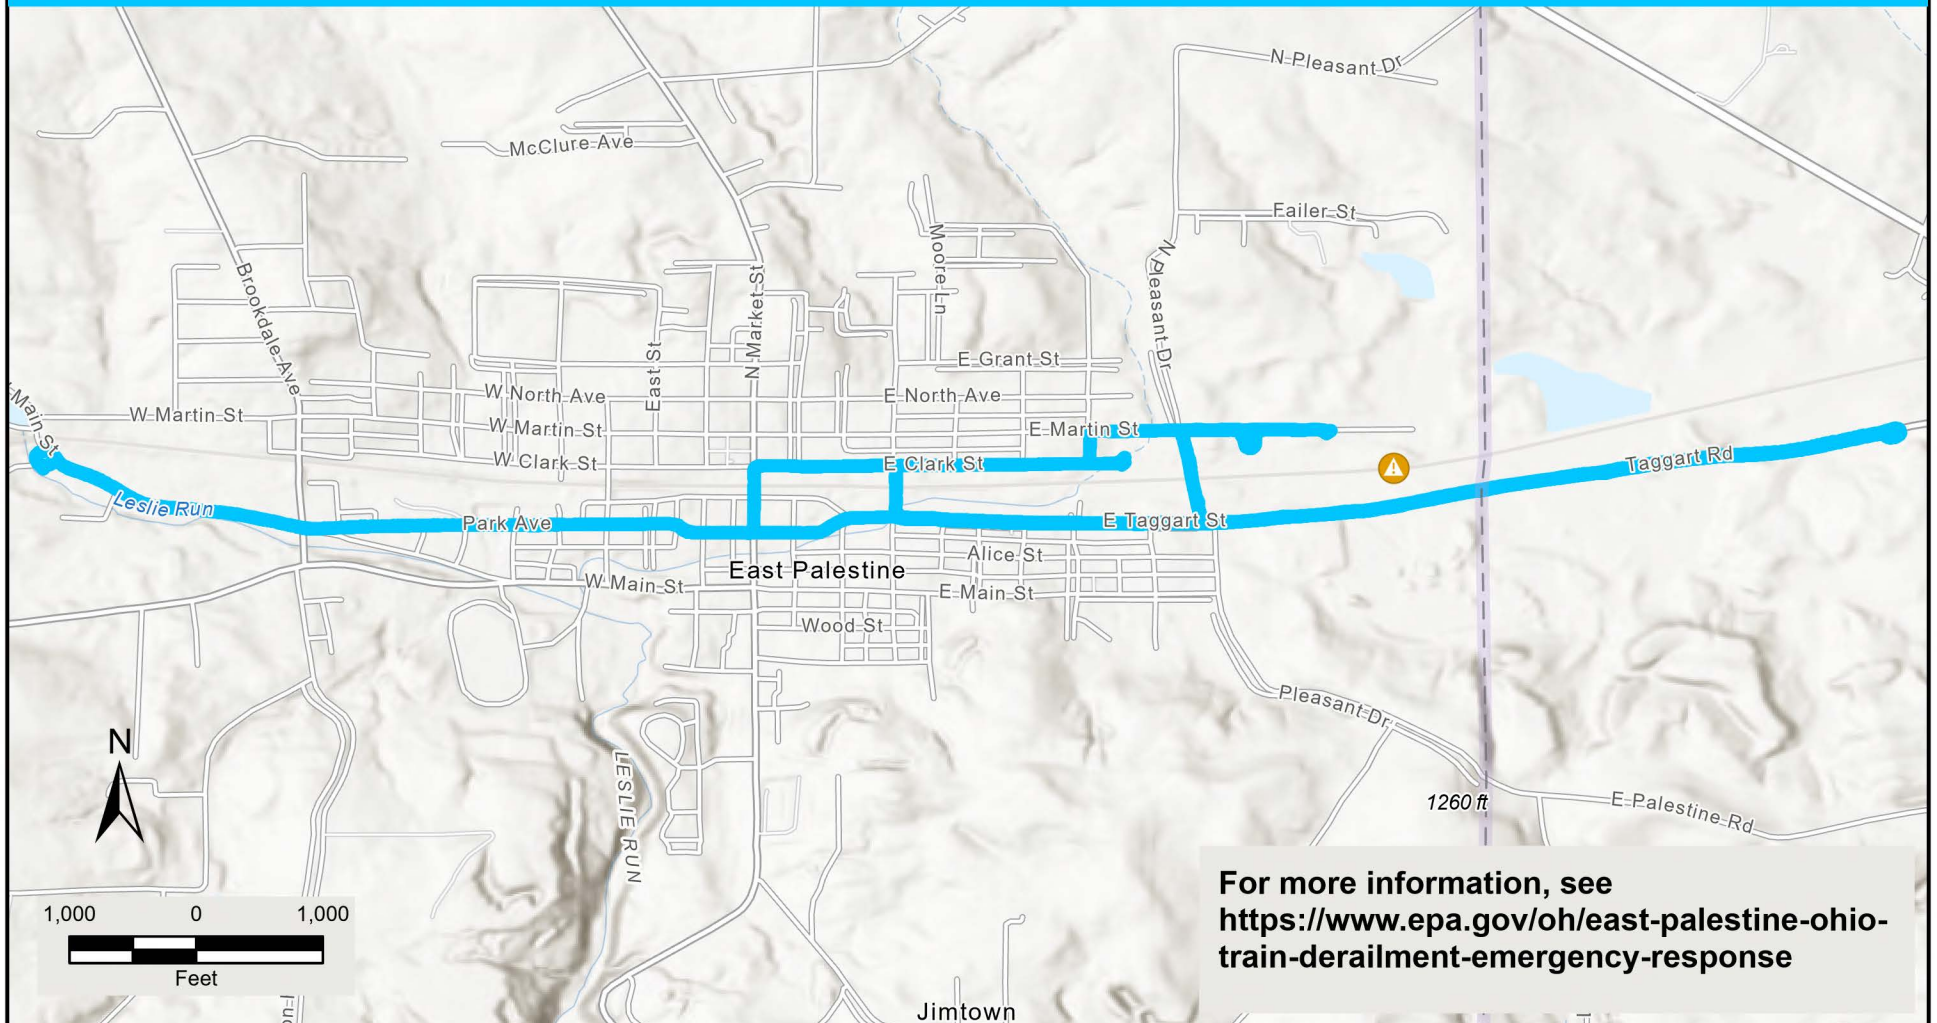 N Pleasant Dr
McClure Ave
Failer St
Moore Ln
N Pleasant Dr
Brookdale Ave
N Market St
East St
E Grant St
W North Ave
E North Ave
Main St
W Martin St
W Martin St
E Martin St
W Clark St
E Clark St
Taggart Rd
Leslie Run
Park Ave
E Taggart St
Alice St
East Palestine
W Main St
E Main St
Wood St
Pleasant Dr
N
LESLIE RUN
1260 ft
E Palestine Rd
For more information, see
https://www.epa.gov/oh/east-palestine-ohio-
train-derailment-emergency-response
1,000 0 1,000
Feet
Jimtown